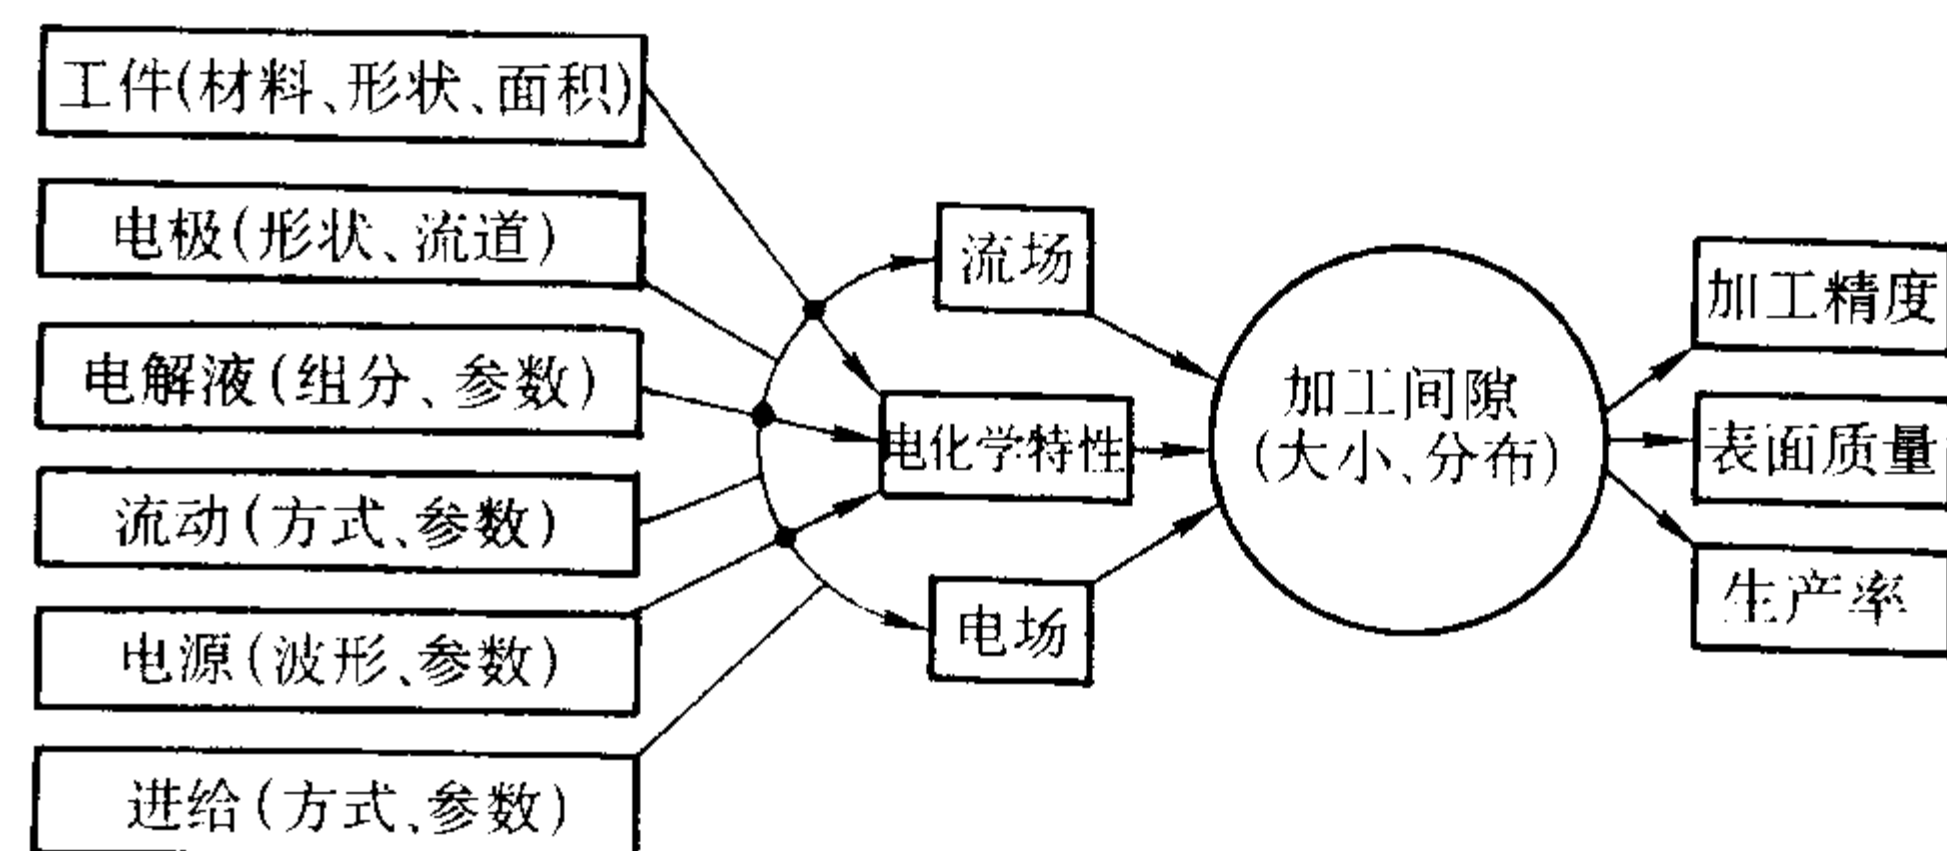 工件(材料、形状、面积)
电极(形状、流道)
电解液(组分、参数)
流动(方式、参数)
电源(波形、参数)
进给(方式、参数)
流场
电化学特性
电场
加工间隙
(大小、分布)
加工精度
表面质量
生产率